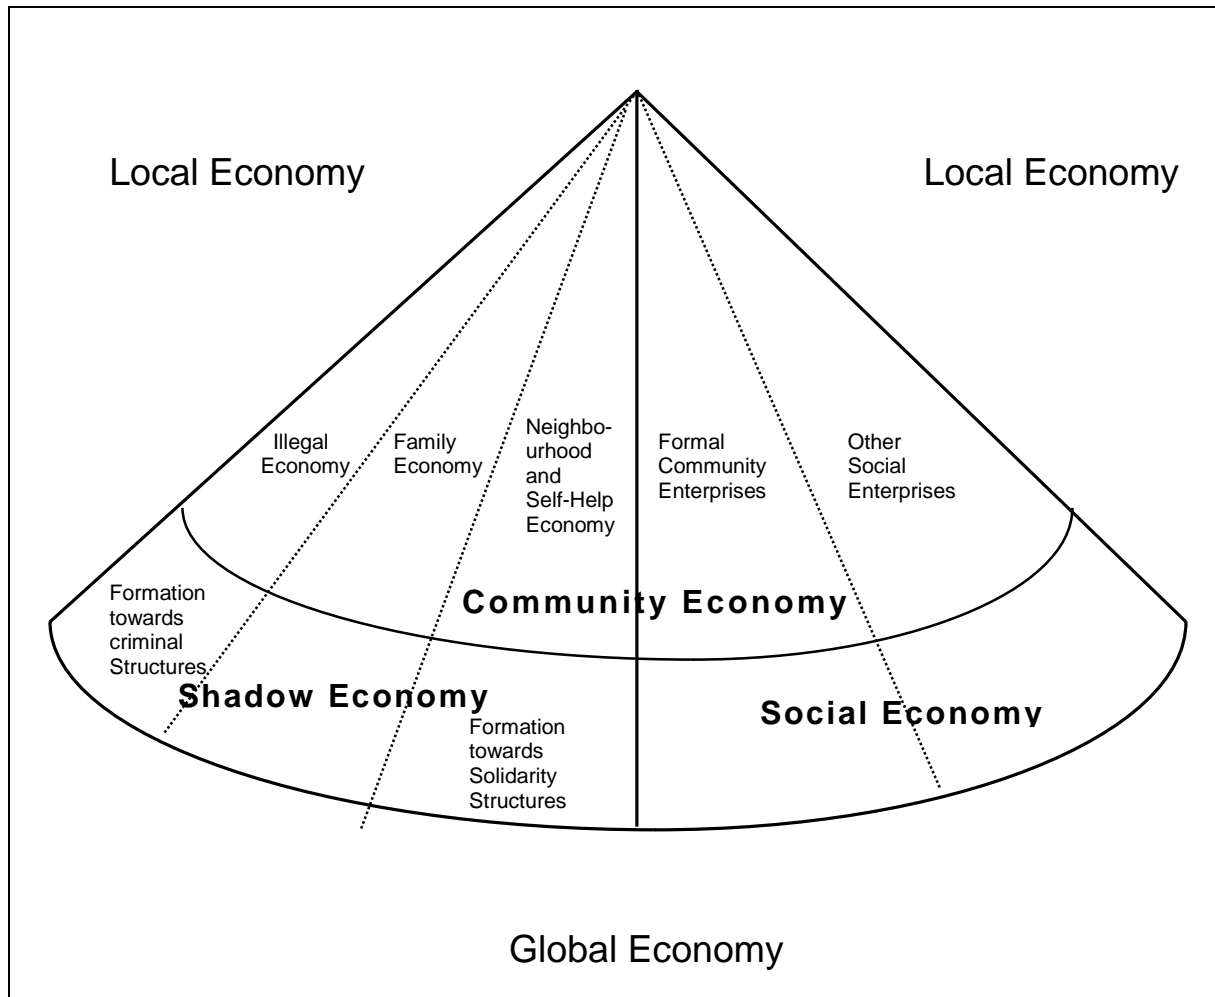 Local Economy
Local Economy
Illegal
Economy
Family
Economy
Neighbo-
urhood
and
Self-Help
Economy
Formal
Community
Enterprises
Other
Social
Enterprises
Formation
towards
criminal
Structures
Community Economy
Shadow Economy
Social Economy
Formation
towards
Solidarity
Structures
Global Economy